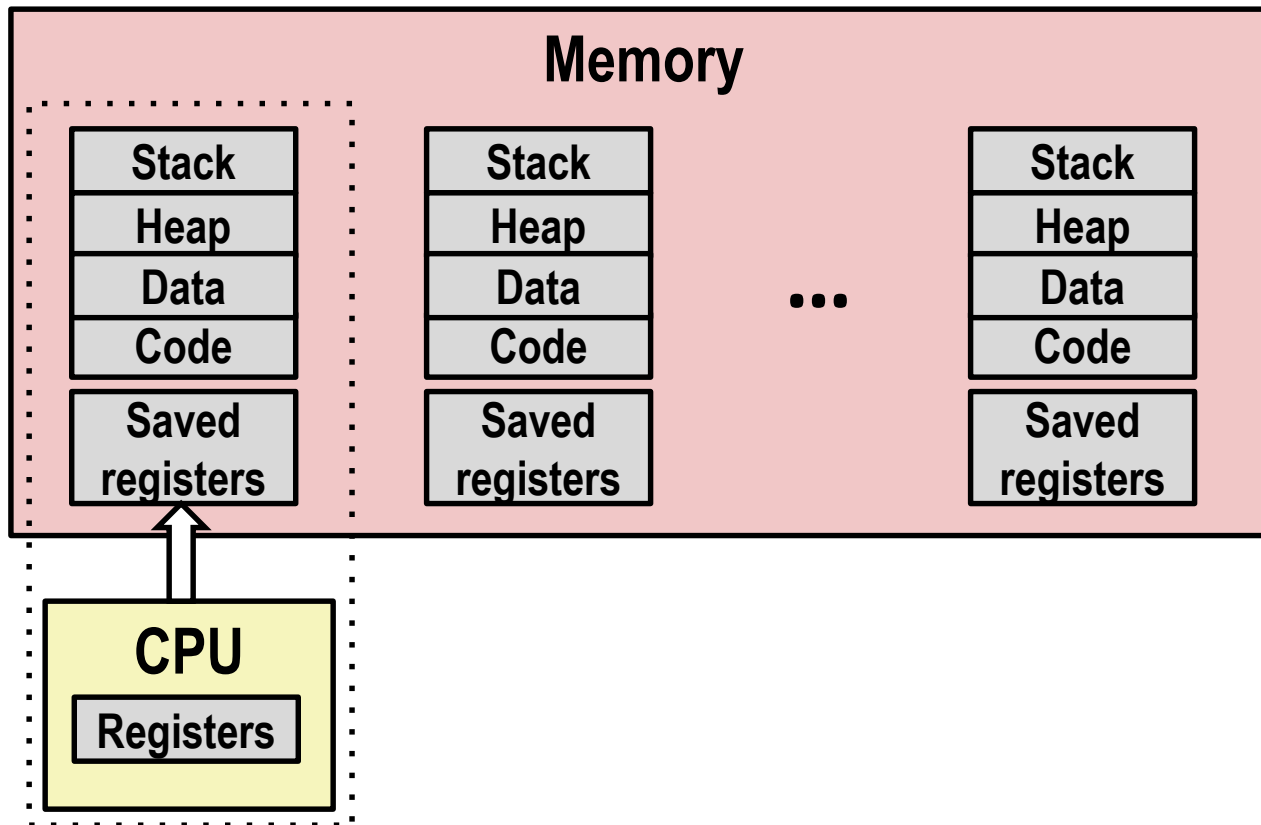 Memory
Stack
Heap
Data
Code
Saved
registers
Stack
Heap
Data
Code
Saved
registers
...
Stack
Heap
Data
Code
Saved
registers
CPU
Registers